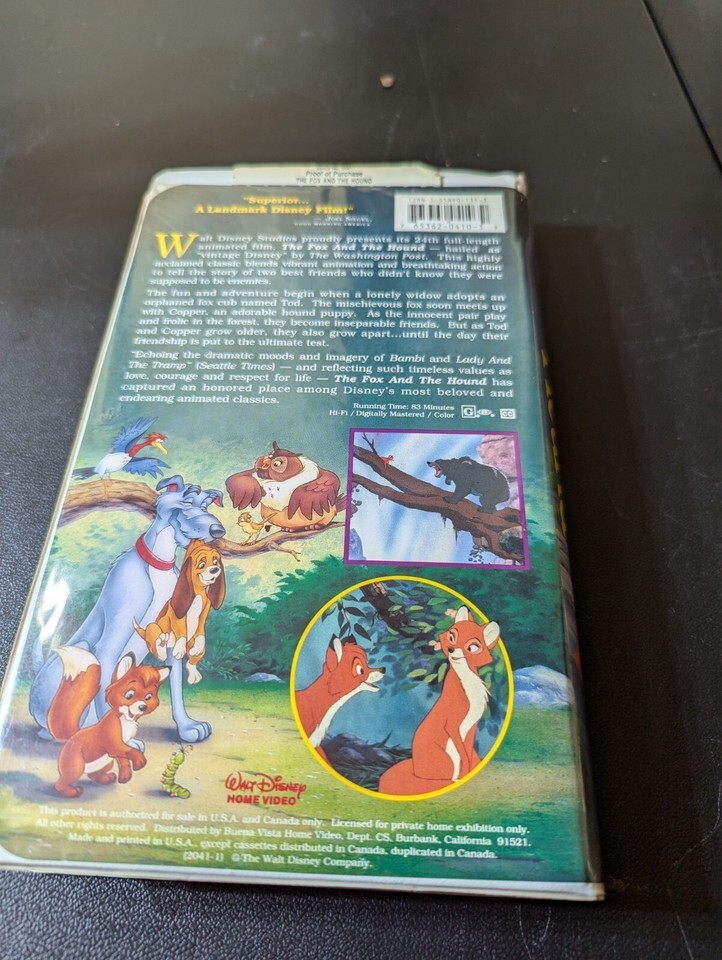 Proof of Purchase
THE FOX AND THE HOUND
"Superior...
A Landmark Disney Film!"
Walt Disney Studios proudly presents its 24th full-length
animated film, The Fox And The Hound — hailed as
"vintage Disney" by The Washington Post. This highly
acclaimed classic blends vibrant animation and breathtaking action
to tell the story of two best friends who didn't know they were
supposed to be enemies.
The fun and adventure begin when a lonely widow adopts an
orphaned fox cub named Tod. The mischievous fox soon meets up
with Copper, an adorable hound puppy. As the innocent pair play
and frolic in the forest, they become inseparable friends. But as Tod
and Copper grow older, they also grow apart...until the day their
friendship is put to the ultimate test.
"Echoing the dramatic moods and imagery of Bambi and Lady And
The Tramp" (Seattle Times) — and reflecting such timeless values as
love, courage and respect for life — The Fox And The Hound has
captured an honored place among Disney's most beloved and
endearing animated classics.
Running Time: 83 Minutes
Hi-Fi / Digitally Mastered / Color G CC
Walt Disney
HOME VIDEO
This product is authorized for sale in U.S.A. and Canada only. Licensed for private home exhibition only.
All other rights reserved. Distributed by Buena Vista Home Video, Dept. CS, Burbank, California 91521.
Made and printed in U.S.A., except cassettes distributed in Canada, duplicated in Canada.
(2041-1) © The Walt Disney Company.